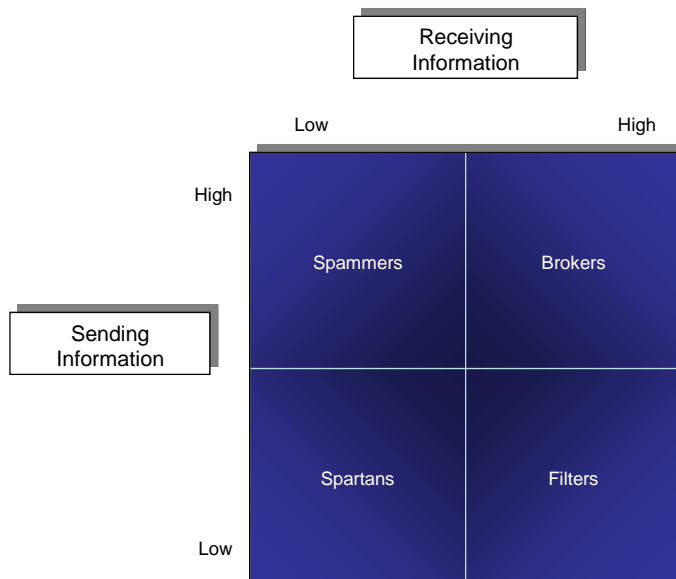 Receiving
Information
Low
High
High
Spammers
Brokers
Sending
Information
Spartans
Filters
Low